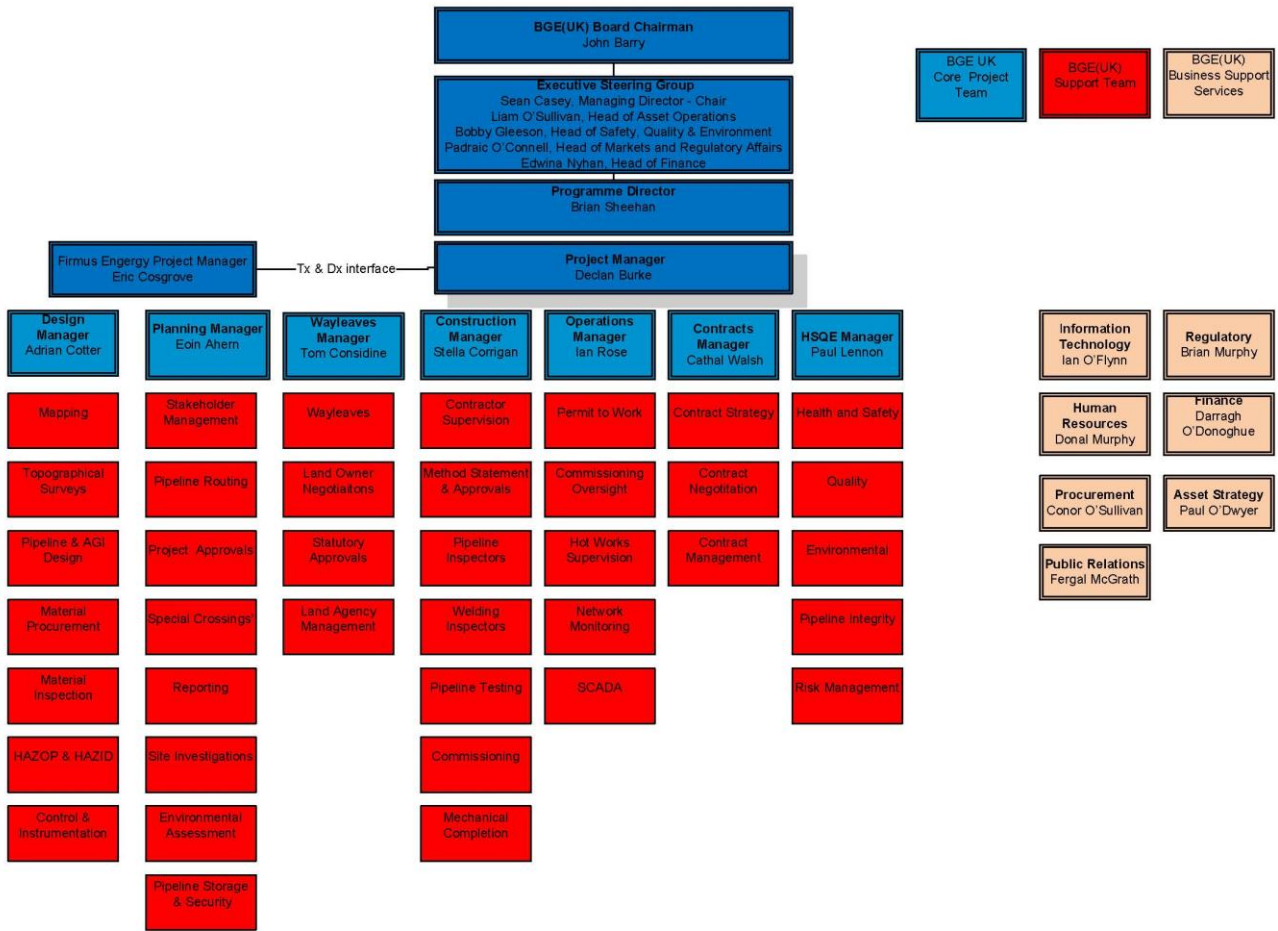 BGE(UK) Board Chairman
John Barry
BGE UK
Core Project
Team
BGE(UK)
Support Team
BGE(UK)
Business Support
Services
Executive Steering Group
Sean Casey, Managing Director - Chair
Liam O'Sullivan, Head of Asset Operations
Bobby Gleeson, Head of Safety, Quality & Environment
Padraic O'Connell, Head of Markets and Regulatory Affairs
Edwina Nyhan, Head of Finance
Programme Director
Brian Sheehan
Firmus Engergy Project Manager
Eric Cosgrove
Tx & Dx interface
Project Manager
Declan Burke
Design
Manager
Adrian Cotter
Planning Manager
Eoin Ahern
Wayleaves
Manager
Tom Considine
Construction
Manager
Stella Corrigan
Operations
Manager
Ian Rose
Contracts
Manager
Cathal Walsh
HSQE Manager
Paul Lennon
Information
Technology
Ian O'Flynn
Regulatory
Brian Murphy
Mapping
Stakeholder
Management
Wayleaves
Contractor
Supervision
Permit to Work
Contract Strategy
Health and Safety
Human
Resources
Donal Murphy
Finance
Darragh
O'Donoghue
Topographical
Surveys
Pipeline Routing
Land Owner
Negotiaitons
Method Statement
& Approvals
Commissioning
Oversight
Contract
Negotitation
Quality
Procurement
Conor O'Sullivan
Asset Strategy
Paul O'Dwyer
Pipeline & AGI
Design
Project Approvals
Statutory
Approvals
Pipeline
Inspectors
Hot Works
Supervision
Contract
Management
Environmental
Public Relations
Fergal McGrath
Material
Procurement
Special Crossings'
Land Agency
Management
Welding
Inspectors
Network
Monitoring
Pipeline Integrity
Material
Inspection
Reporting
Pipeline Testing
SCADA
Risk Management
HAZOP & HAZID
Site Investigations
Commissioning
Control &
Instrumentation
Environmental
Assessment
Mechanical
Completion
Pipeline Storage
& Security